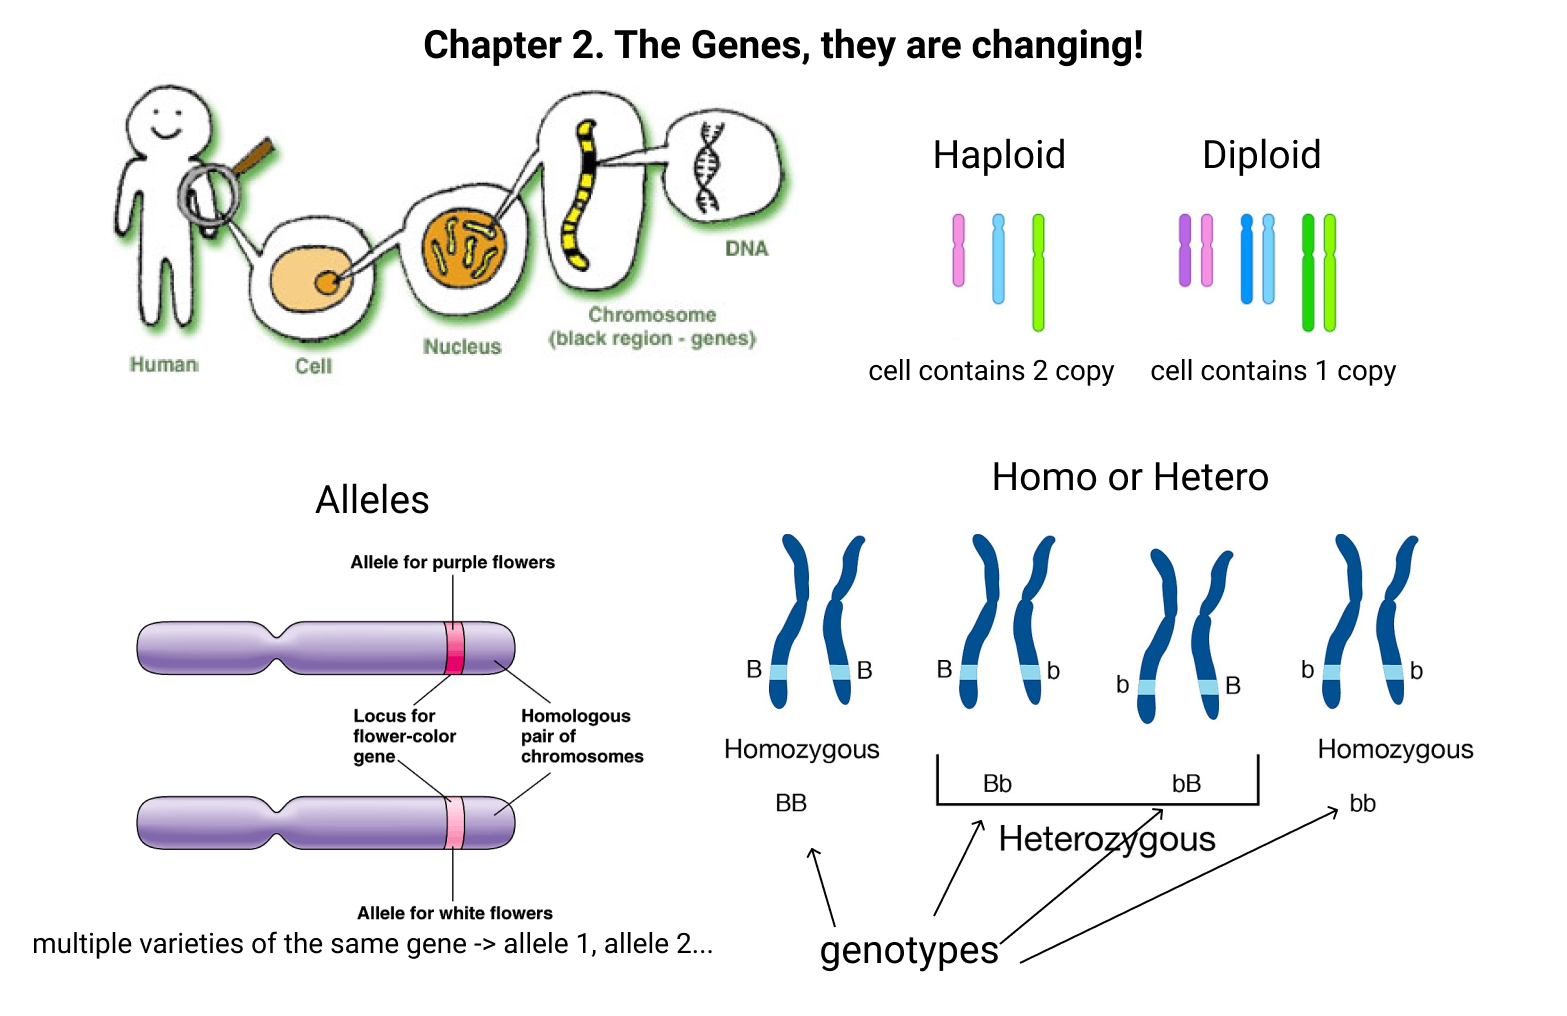 Chapter 2. The Genes, they are changing!
Human
Cell
Nucleus
Chromosome
(black region - genes)
DNA
Haploid
Diploid
cell contains 2 copy
cell contains 1 copy
Alleles
Allele for purple flowers
Locus for
flower-color
gene
Homologous
pair of
chromosomes
Allele for white flowers
multiple varieties of the same gene -> allele 1, allele 2...
Homo or Hetero
B B
B b
b B
b b
Homozygous
BB
Bb
bB
Heterozygous
Homozygous
bb
genotypes